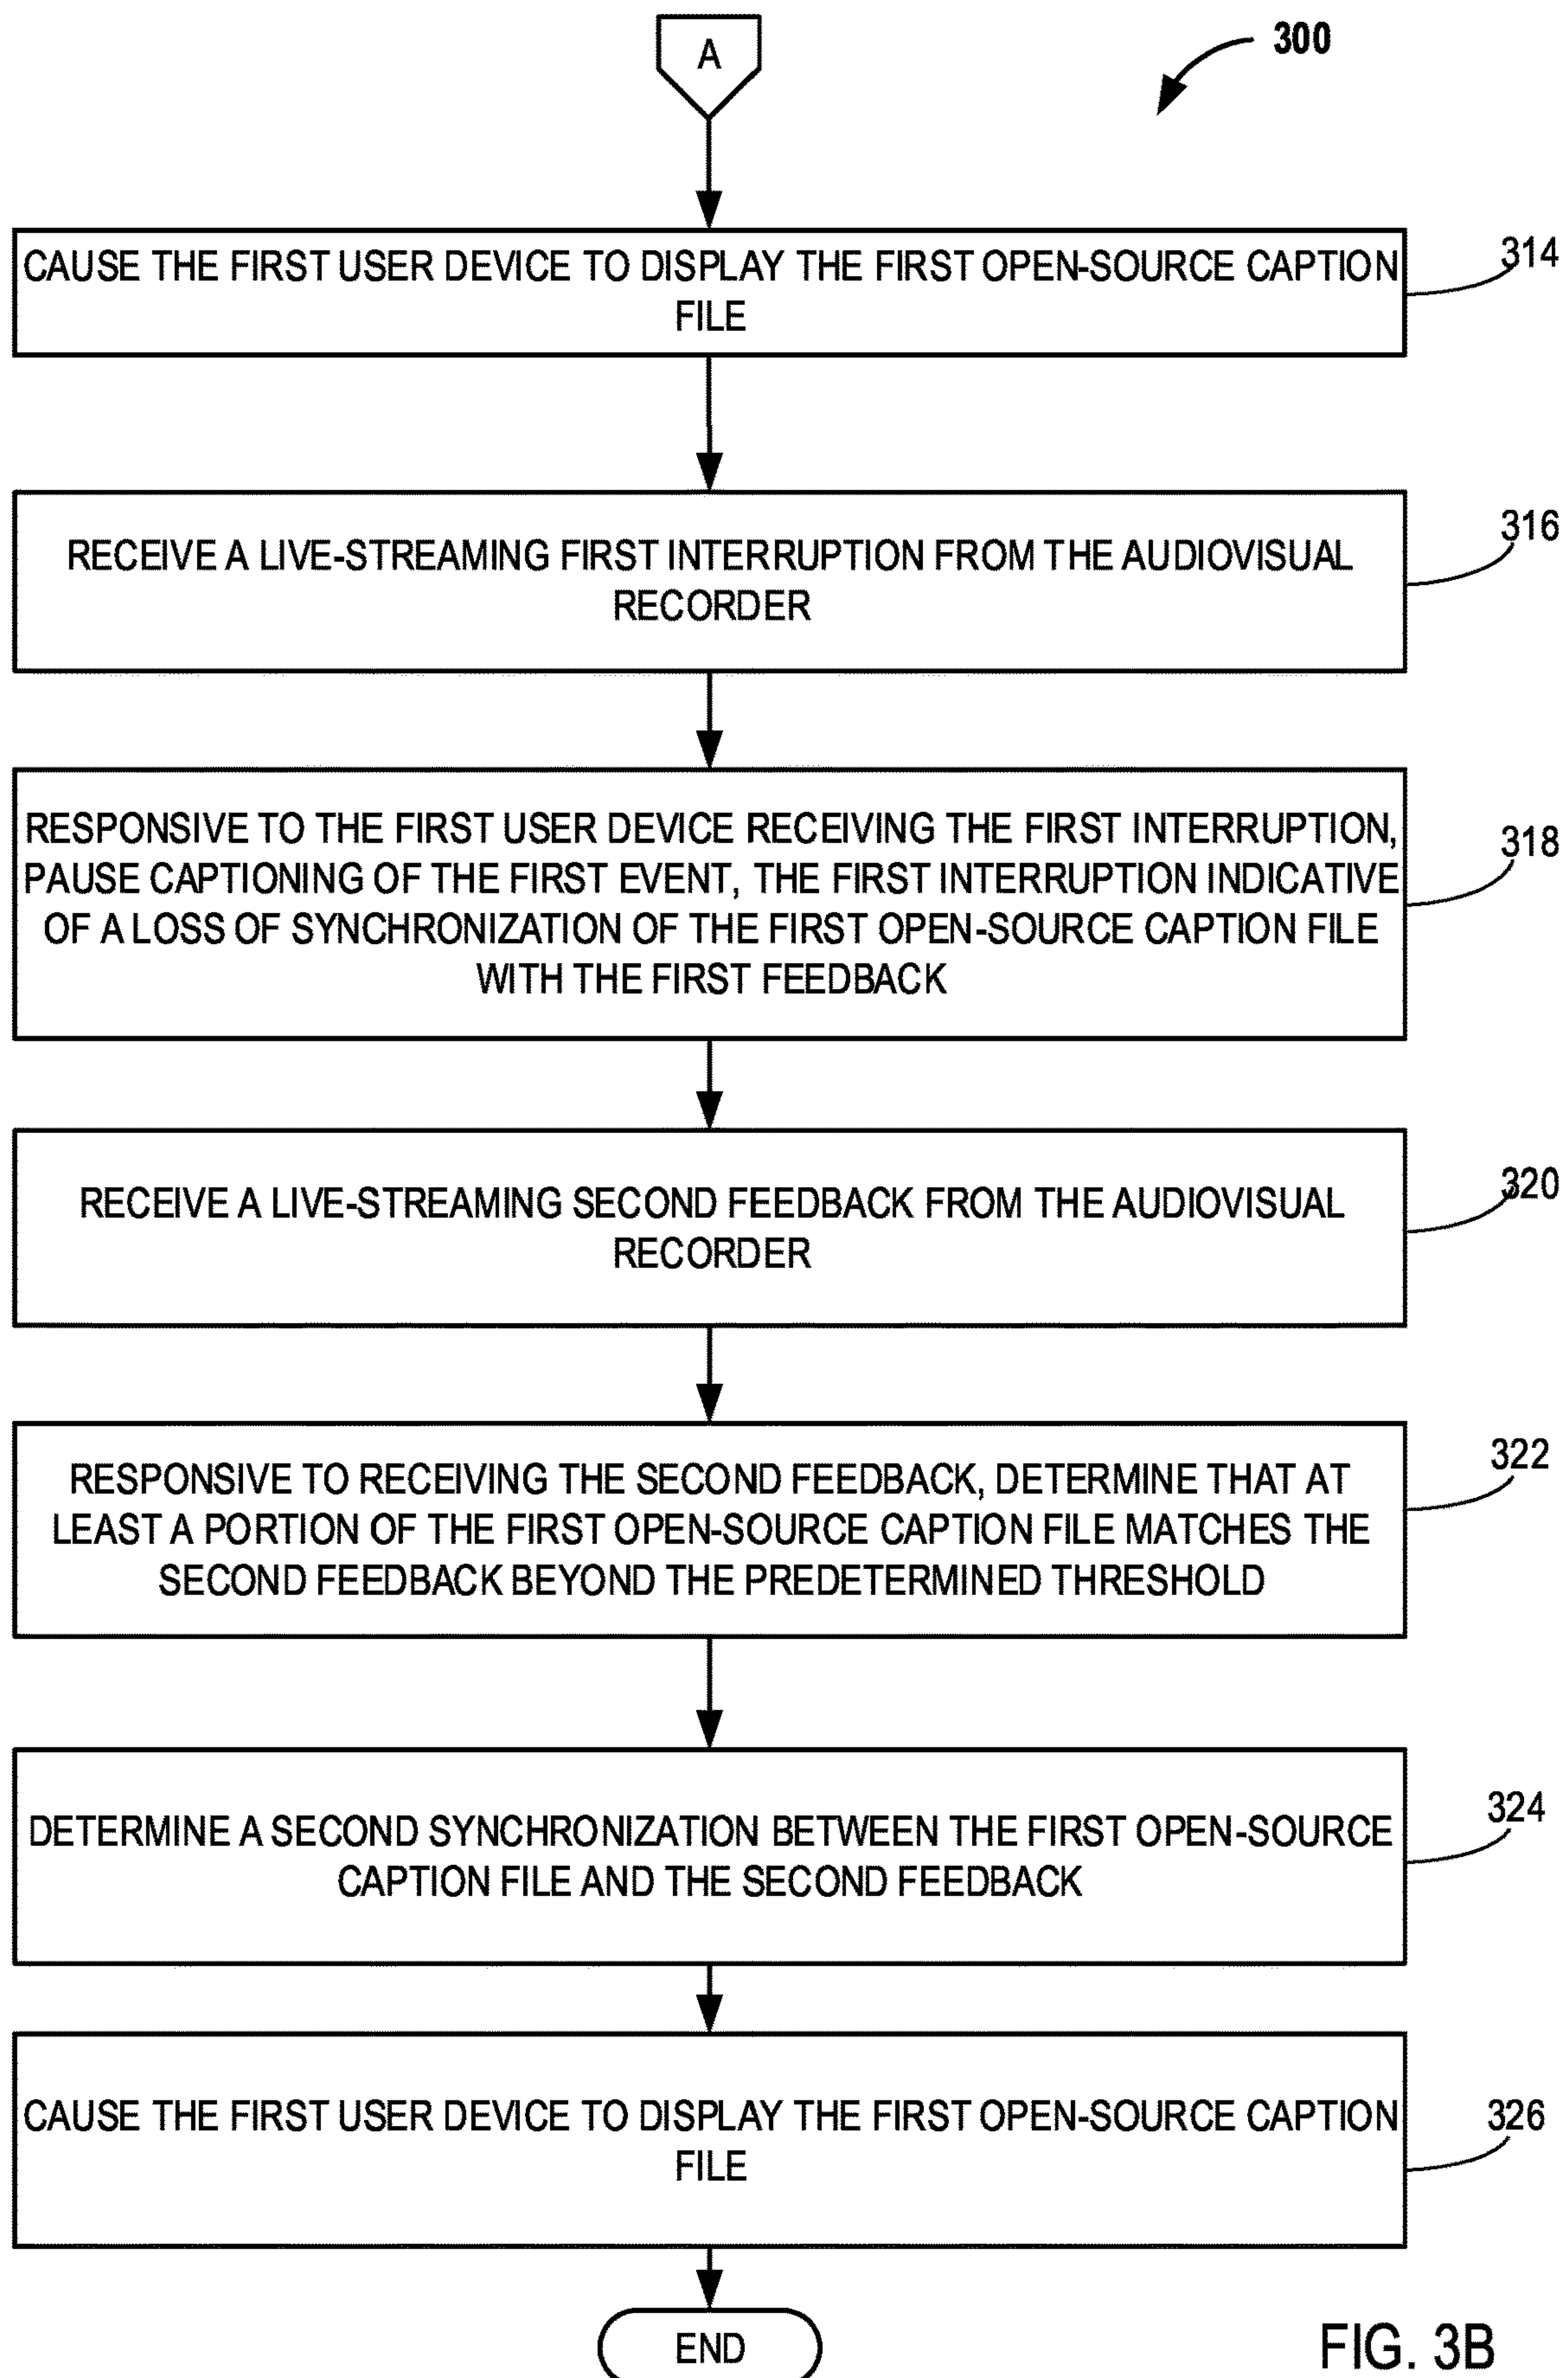 A
300
CAUSE THE FIRST USER DEVICE TO DISPLAY THE FIRST OPEN-SOURCE CAPTION
FILE
314
RECEIVE A LIVE-STREAMING FIRST INTERRUPTION FROM THE AUDIOVISUAL
RECORDER
316
RESPONSIVE TO THE FIRST USER DEVICE RECEIVING THE FIRST INTERRUPTION,
PAUSE CAPTIONING OF THE FIRST EVENT, THE FIRST INTERRUPTION INDICATIVE
OF A LOSS OF SYNCHRONIZATION OF THE FIRST OPEN-SOURCE CAPTION FILE
WITH THE FIRST FEEDBACK
318
RECEIVE A LIVE-STREAMING SECOND FEEDBACK FROM THE AUDIOVISUAL
RECORDER
320
RESPONSIVE TO RECEIVING THE SECOND FEEDBACK, DETERMINE THAT AT
LEAST A PORTION OF THE FIRST OPEN-SOURCE CAPTION FILE MATCHES THE
SECOND FEEDBACK BEYOND THE PREDETERMINED THRESHOLD
322
DETERMINE A SECOND SYNCHRONIZATION BETWEEN THE FIRST OPEN-SOURCE
CAPTION FILE AND THE SECOND FEEDBACK
324
CAUSE THE FIRST USER DEVICE TO DISPLAY THE FIRST OPEN-SOURCE CAPTION
FILE
326
END
FIG. 3B